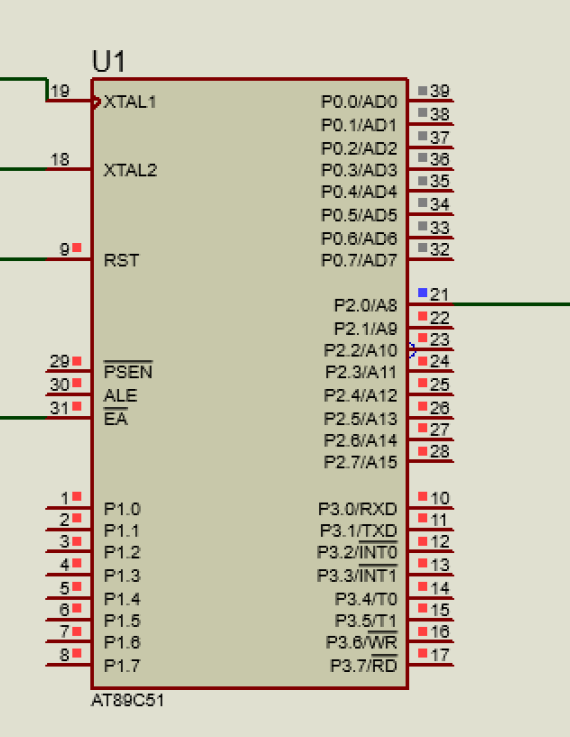 U1
19 XTAL1 P0.0/AD0 39
P0.1/AD1 38
P0.2/AD2 37
18 XTAL2 P0.3/AD3 36
P0.4/AD4 35
P0.5/AD5 34
P0.6/AD6 33
9 RST P0.7/AD7 32
P2.0/A8 21
P2.1/A9 22
P2.2/A10 23
29 PSEN P2.3/A11 24
30 ALE P2.4/A12 25
31 EA P2.5/A13 26
P2.6/A14 27
P2.7/A15 28
1 P1.0 P3.0/RXD 10
2 P1.1 P3.1/TXD 11
3 P1.2 P3.2/INT0 12
4 P1.3 P3.3/INT1 13
5 P1.4 P3.4/T0 14
6 P1.5 P3.5/T1 15
7 P1.6 P3.6/WR 16
8 P1.7 P3.7/RD 17
AT89C51